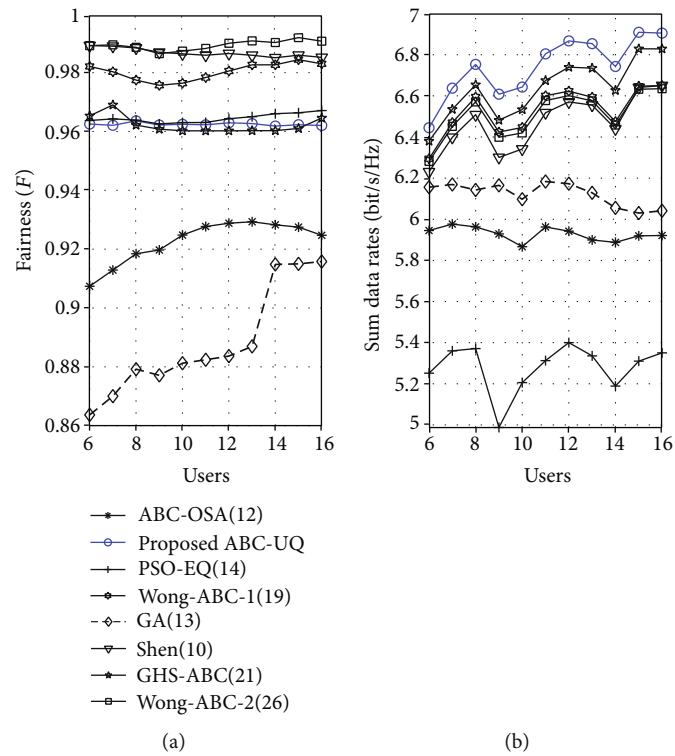 1
0.98
0.96
0.94
0.92
0.9
0.88
0.86
6 8 10 12 14 16
Fairness (F)
Users
7
6.8
6.6
6.4
6.2
6
5.8
5.6
5.4
5.2
5
6 8 10 12 14 16
Sum data rates (bit/s/Hz)
Users
ABC-OSA(12)
Proposed ABC-UQ
PSO-EQ(14)
Wong-ABC-1(19)
GA(13)
Shen(10)
GHS-ABC(21)
Wong-ABC-2(26)
(a)
(b)